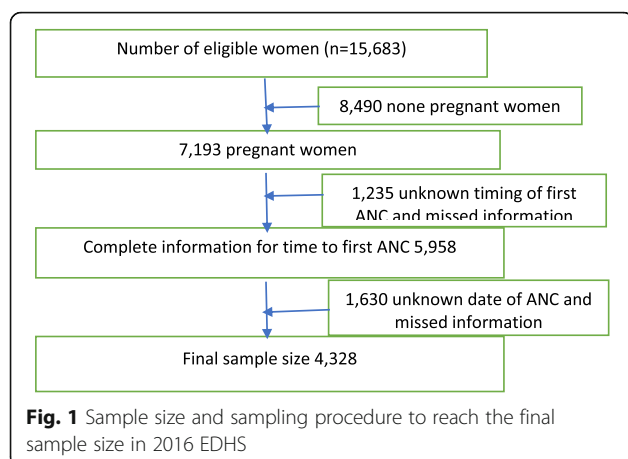 Number of eligible women (n=15,683)
8,490 none pregnant women
7,193 pregnant women
1,235 unknown timing of first
ANC and missed information
Complete information for time to first ANC 5,958
1,630 unknown date of ANC and
missed information
Final sample size 4,328
Fig. 1 Sample size and sampling procedure to reach the final
sample size in 2016 EDHS